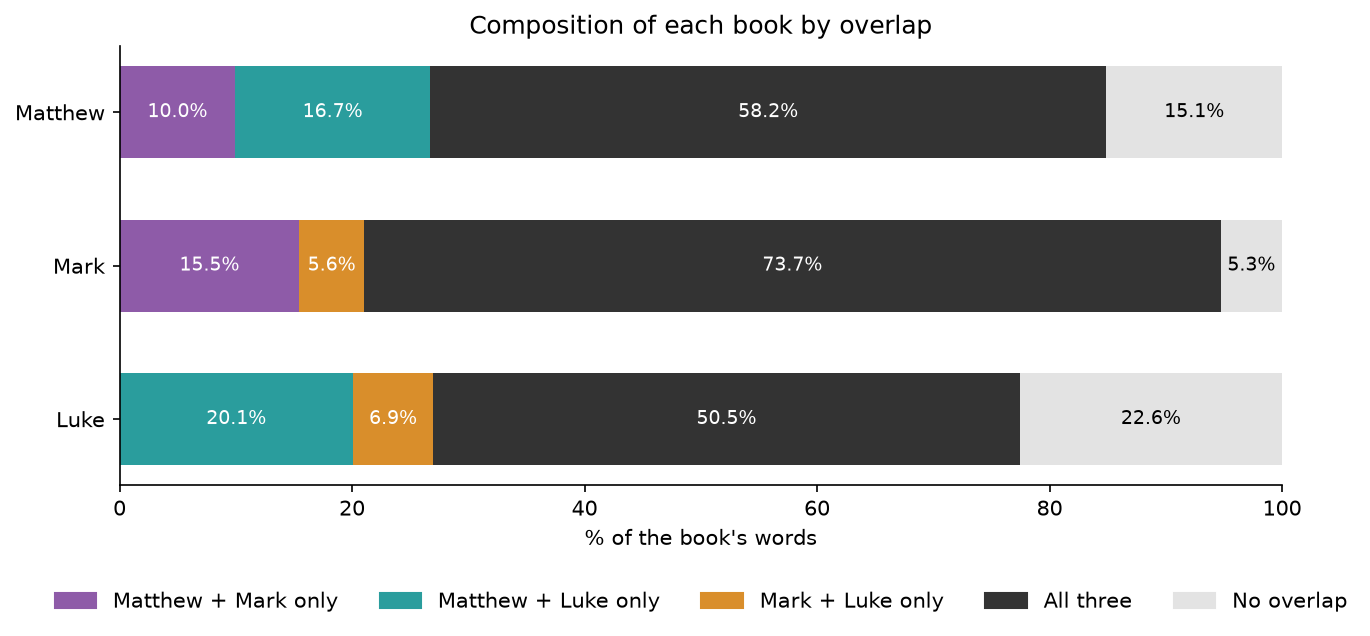 Composition of each book by overlap
Matthew 10.0% 16.7% 58.2% 15.1%
Mark 15.5% 5.6% 73.7% 5.3%
Luke 20.1% 6.9% 50.5% 22.6%
0 20 40 60 80 100
% of the book's words
Matthew + Mark only Matthew + Luke only Mark + Luke only All three No overlap